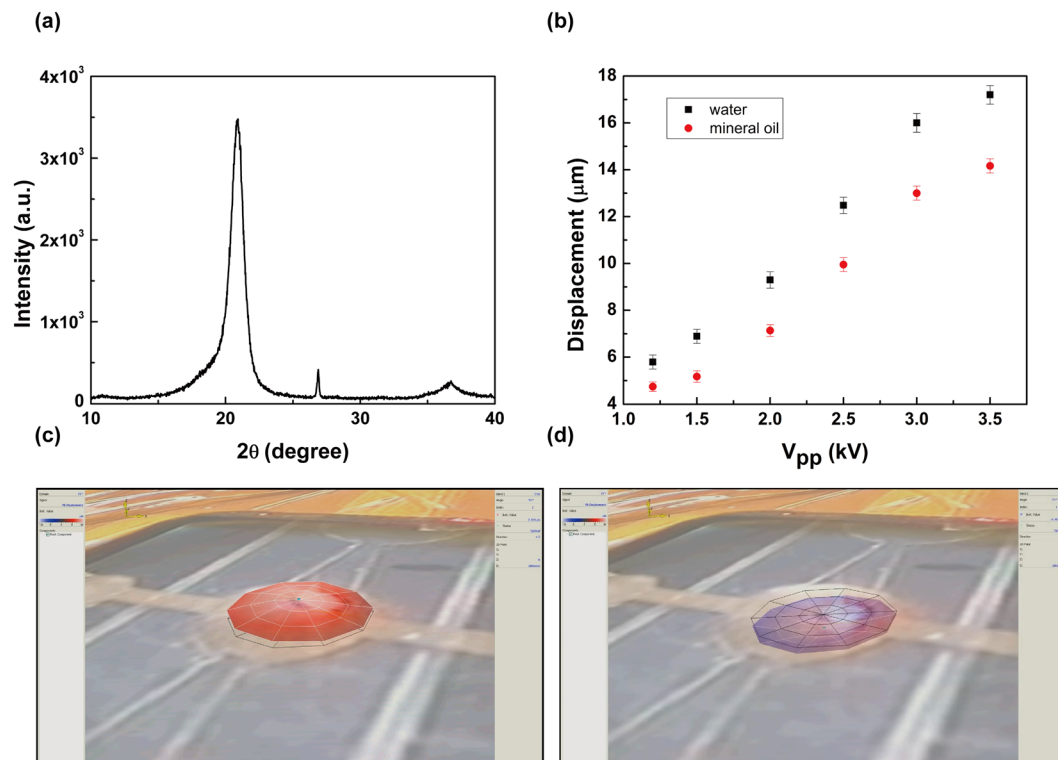 (a)
(b)
4x10³
3x10³
2x10³
1x10³
0
10
20
30
40
Intensity (a.u.)
2θ (degree)
18
16
14
12
10
8
6
4
1.0
1.5
2.0
2.5
3.0
3.5
Displacement (μm)
Vpp (kV)
water
mineral oil
(c)
(d)